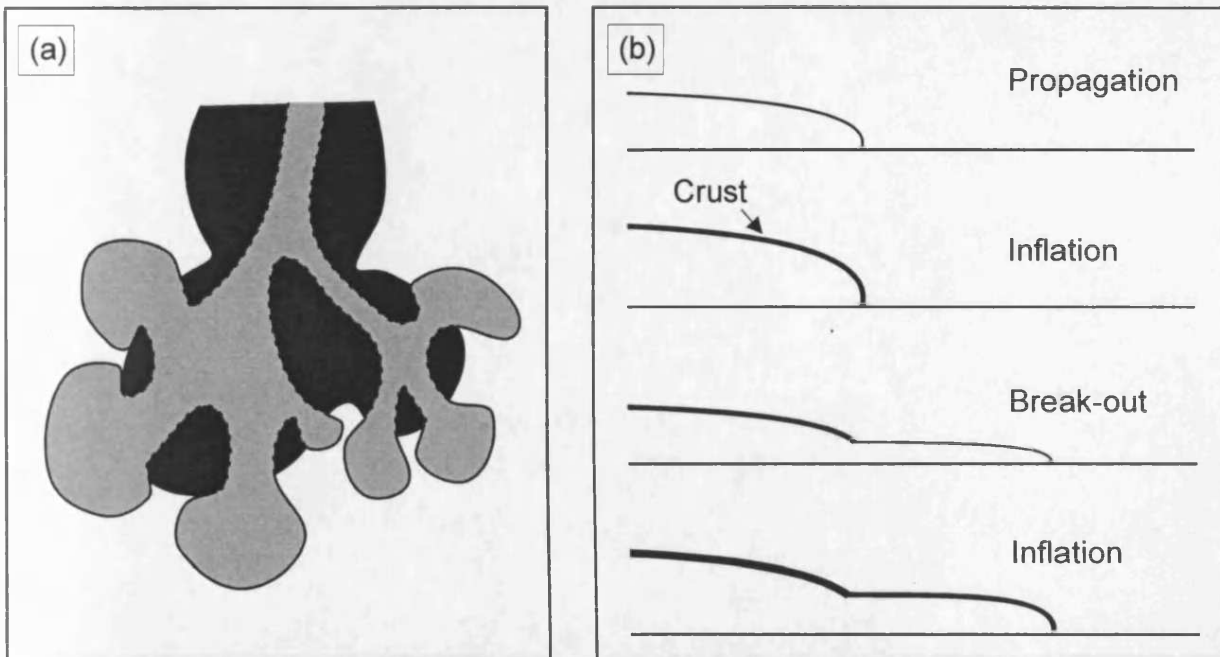 (a)
(b)
Propagation
Crust
Inflation
Break-out
Inflation